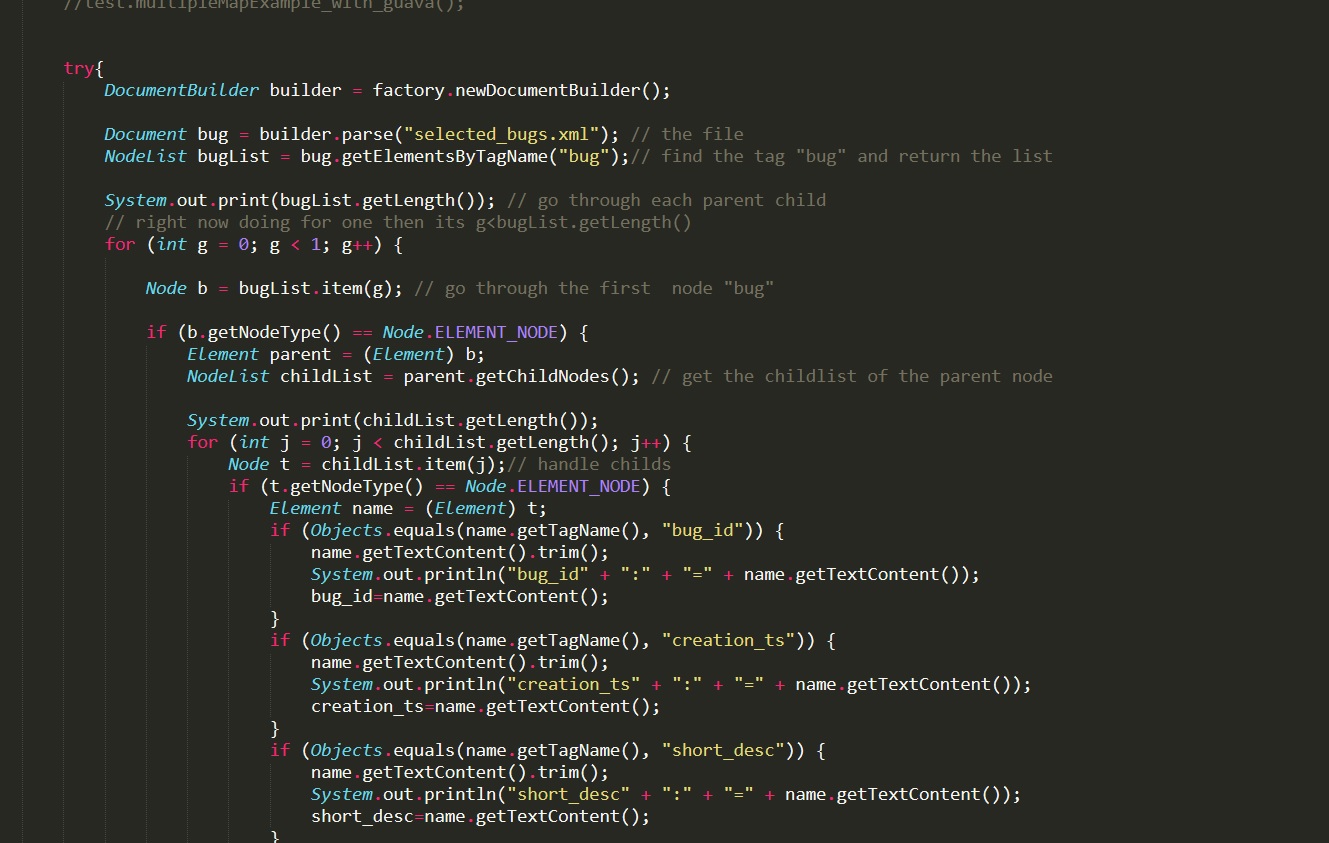 //test.multipleMapExample_with_guava();
try{
DocumentBuilder builder = factory.newDocumentBuilder();
Document bug = builder.parse("selected_bugs.xml"); // the file
NodeList bugList = bug.getElementsByTagName("bug");// find the tag "bug" and return the list
System.out.print(bugList.getLength()); // go through each parent child
// right now doing for one then its g<bugList.getLength()
for (int g = 0; g < 1; g++) {
Node b = bugList.item(g); // go through the first  node "bug"
if (b.getNodeType() == Node.ELEMENT_NODE) {
Element parent = (Element) b;
NodeList childList = parent.getChildNodes(); // get the childlist of the parent node
System.out.print(childList.getLength());
for (int j = 0; j < childList.getLength(); j++) {
Node t = childList.item(j);// handle childs
if (t.getNodeType() == Node.ELEMENT_NODE) {
Element name = (Element) t;
if (Objects.equals(name.getTagName(), "bug_id")) {
name.getTextContent().trim();
System.out.println("bug_id" + ":" + "=" + name.getTextContent());
bug_id=name.getTextContent();
}
if (Objects.equals(name.getTagName(), "creation_ts")) {
name.getTextContent().trim();
System.out.println("creation_ts" + ":" + "=" + name.getTextContent());
creation_ts=name.getTextContent();
}
if (Objects.equals(name.getTagName(), "short_desc")) {
name.getTextContent().trim();
System.out.println("short_desc" + ":" + "=" + name.getTextContent());
short_desc=name.getTextContent();
}